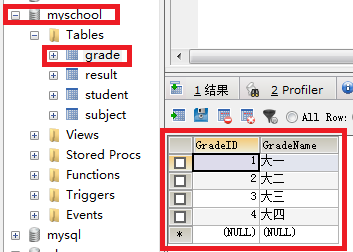 myschool
Tables
grade
result
student
subject
Views
Stored Procs
Functions
Triggers
Events
mysql
1 结果
2 Profiler
All Row:
GradeID GradeName
1 大一
2 大二
3 大三
4 大四
* (NULL) (NULL)